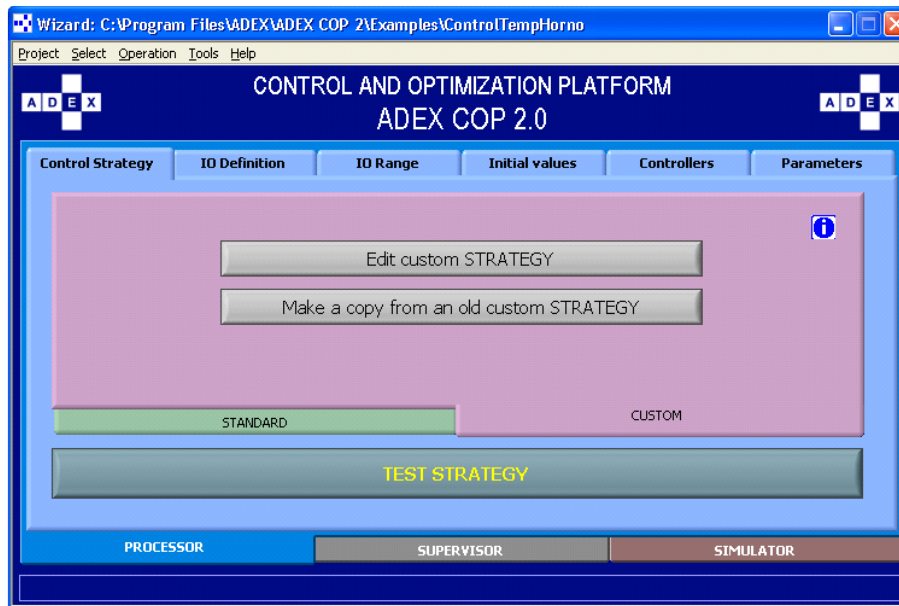 Wizard: C:\Program Files\ADEX\ADEX COP 2\Examples\ControlTempHorno
Project Select Operation Tools Help
ADEX
CONTROL AND OPTIMIZATION PLATFORM
ADEX COP 2.0
ADEX
Control Strategy IO Definition IO Range Initial values Controllers Parameters
i
Edit custom STRATEGY
Make a copy from an old custom STRATEGY
STANDARD CUSTOM
TEST STRATEGY
PROCESSOR SUPERVISOR SIMULATOR